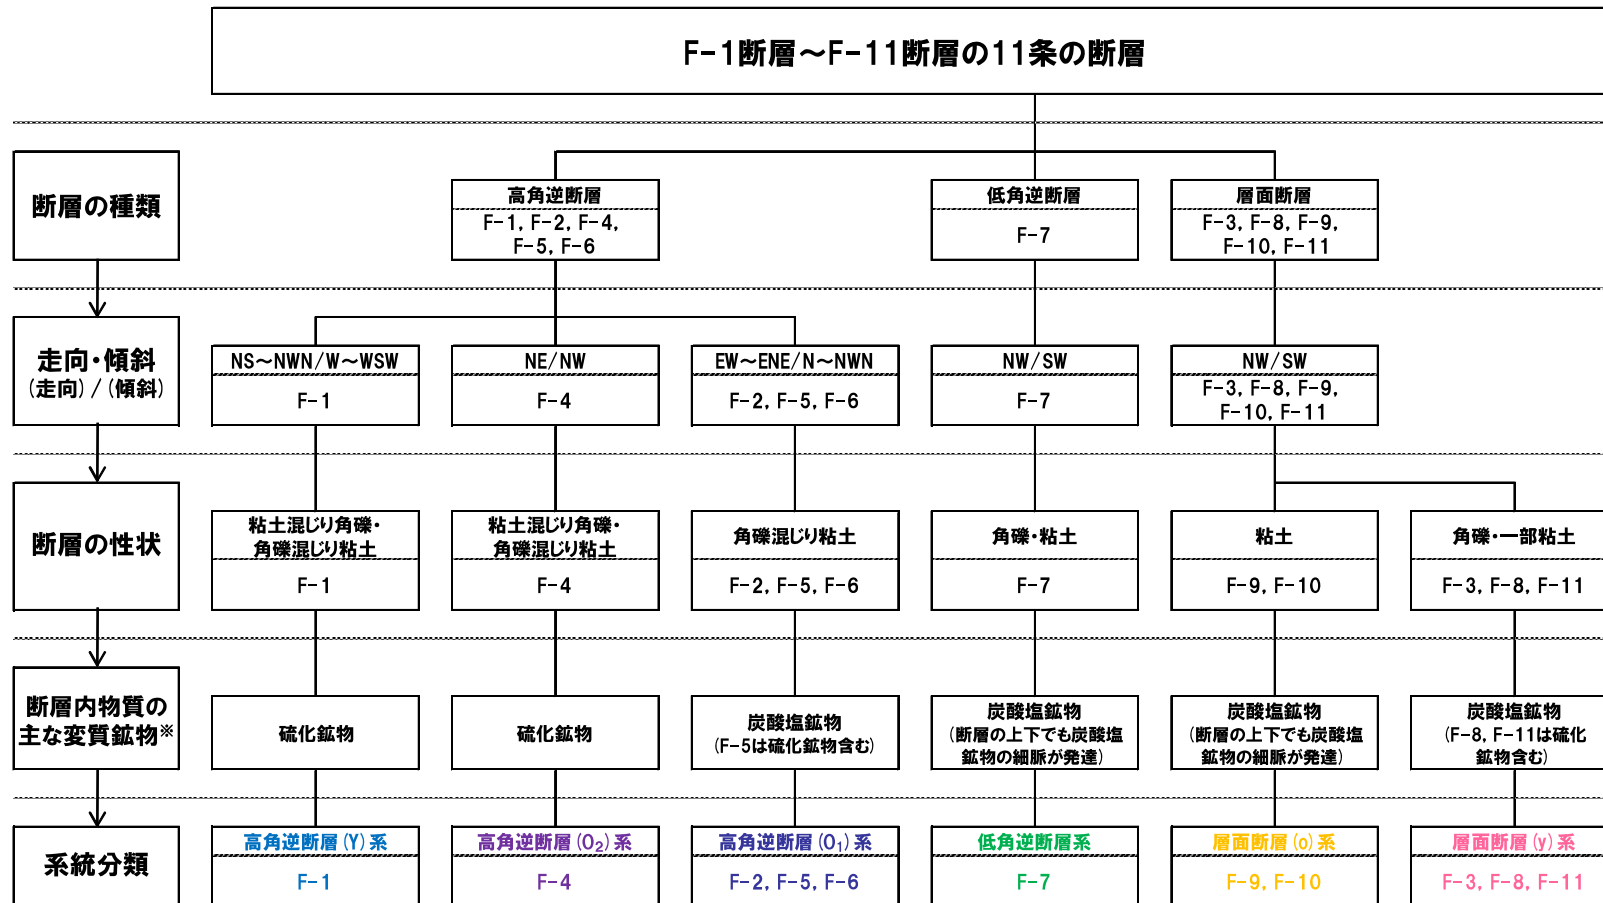 F-1断層～F-11断層の11条の断層
断層の種類
高角逆断層
F-1, F-2, F-4,
F-5, F-6
低角逆断層
F-7
層面断層
F-3, F-8, F-9,
F-10, F-11
走向・傾斜
(走向)/(傾斜)
NS～NWN/W～WSW
F-1
NE/NW
F-4
EW～ENE/N～NWN
F-2, F-5, F-6
NW/SW
F-7
NW/SW
F-3, F-8, F-9,
F-10, F-11
断層の性状
粘土混じり角礫・
角礫混じり粘土
F-1
粘土混じり角礫・
角礫混じり粘土
F-4
角礫混じり粘土
F-2, F-5, F-6
角礫・粘土
F-7
粘土
F-9, F-10
角礫・一部粘土
F-3, F-8, F-11
断層内物質の
主な変質鉱物※
硫化鉱物
硫化鉱物
炭酸塩鉱物
(F-5は硫化鉱物含む)
炭酸塩鉱物
(断層の上下でも炭酸塩
鉱物の細脈が発達)
炭酸塩鉱物
(断層の上下でも炭酸塩
鉱物の細脈が発達)
炭酸塩鉱物
(F-8, F-11は硫化
鉱物含む)
系統分類
高角逆断層(Y)系
F-1
高角逆断層(O₂)系
F-4
高角逆断層(O₁)系
F-2, F-5, F-6
低角逆断層系
F-7
層面断層(o)系
F-9, F-10
層面断層(y)系
F-3, F-8, F-11